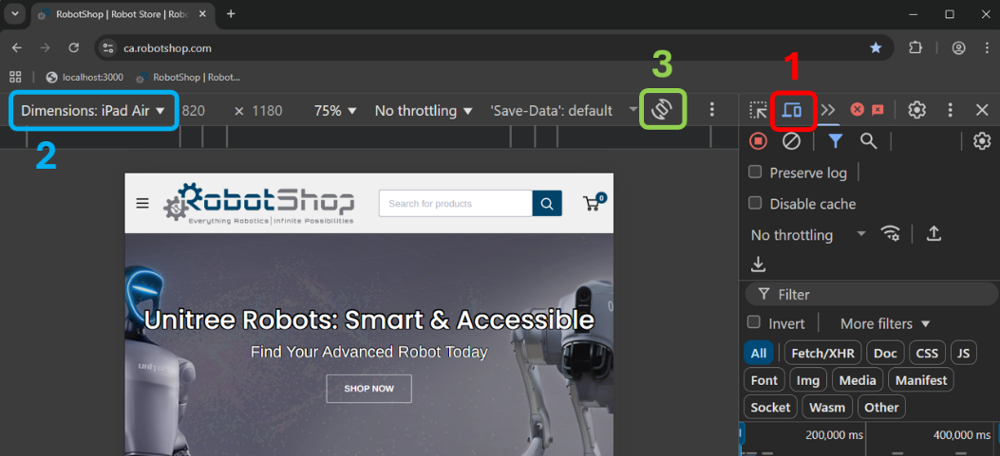 RobotShop | Robot Store | Robo
ca.robotshop.com
localhost:3000
RobotShop | Robot...
3
1
Dimensions: iPad Air ▼ 820 × 1180 75% ▼ No throttling ▼ 'Save-Data': default
2
Preserve log
Disable cache
RobotShop
Everything Robotics | Infinite Possibilities
Search for products
0
No throttling
Filter
Unitree Robots: Smart & Accessible
Invert
More filters ▼
Find Your Advanced Robot Today
All
Fetch/XHR
Doc
CSS
JS
unitree
SHOP NOW
Font
Img
Media
Manifest
Socket
Wasm
Other
200,000 ms
400,000 ms